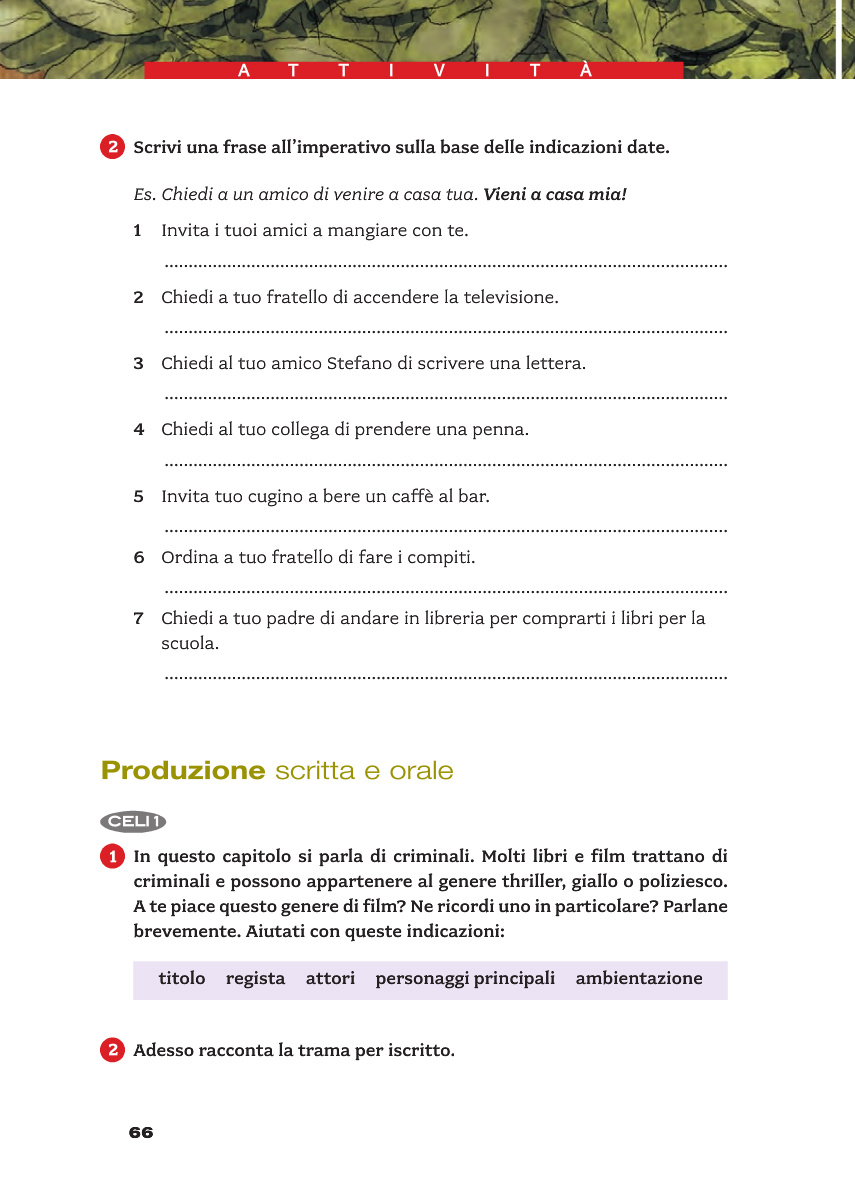 ATTIVITÀ
2 Scrivi una frase all’imperativo sulla base delle indicazioni date.
Es. Chiedi a un amico di venire a casa tua. Vieni a casa mia!
1 Invita i tuoi amici a mangiare con te.
................................................................................
2 Chiedi a tuo fratello di accendere la televisione.
................................................................................
3 Chiedi al tuo amico Stefano di scrivere una lettera.
................................................................................
4 Chiedi al tuo collega di prendere una penna.
................................................................................
5 Invita tuo cugino a bere un caffè al bar.
................................................................................
6 Ordina a tuo fratello di fare i compiti.
................................................................................
7 Chiedi a tuo padre di andare in libreria per comprarti i libri per la
scuola.
................................................................................
Produzione scritta e orale
CELI 1
1 In questo capitolo si parla di criminali. Molti libri e film trattano di
criminali e possono appartenere al genere thriller, giallo o poliziesco.
A te piace questo genere di film? Ne ricordi uno in particolare? Parlane
brevemente. Aiutati con queste indicazioni:
titolo regista attori personaggi principali ambientazione
2 Adesso racconta la trama per iscritto.
66